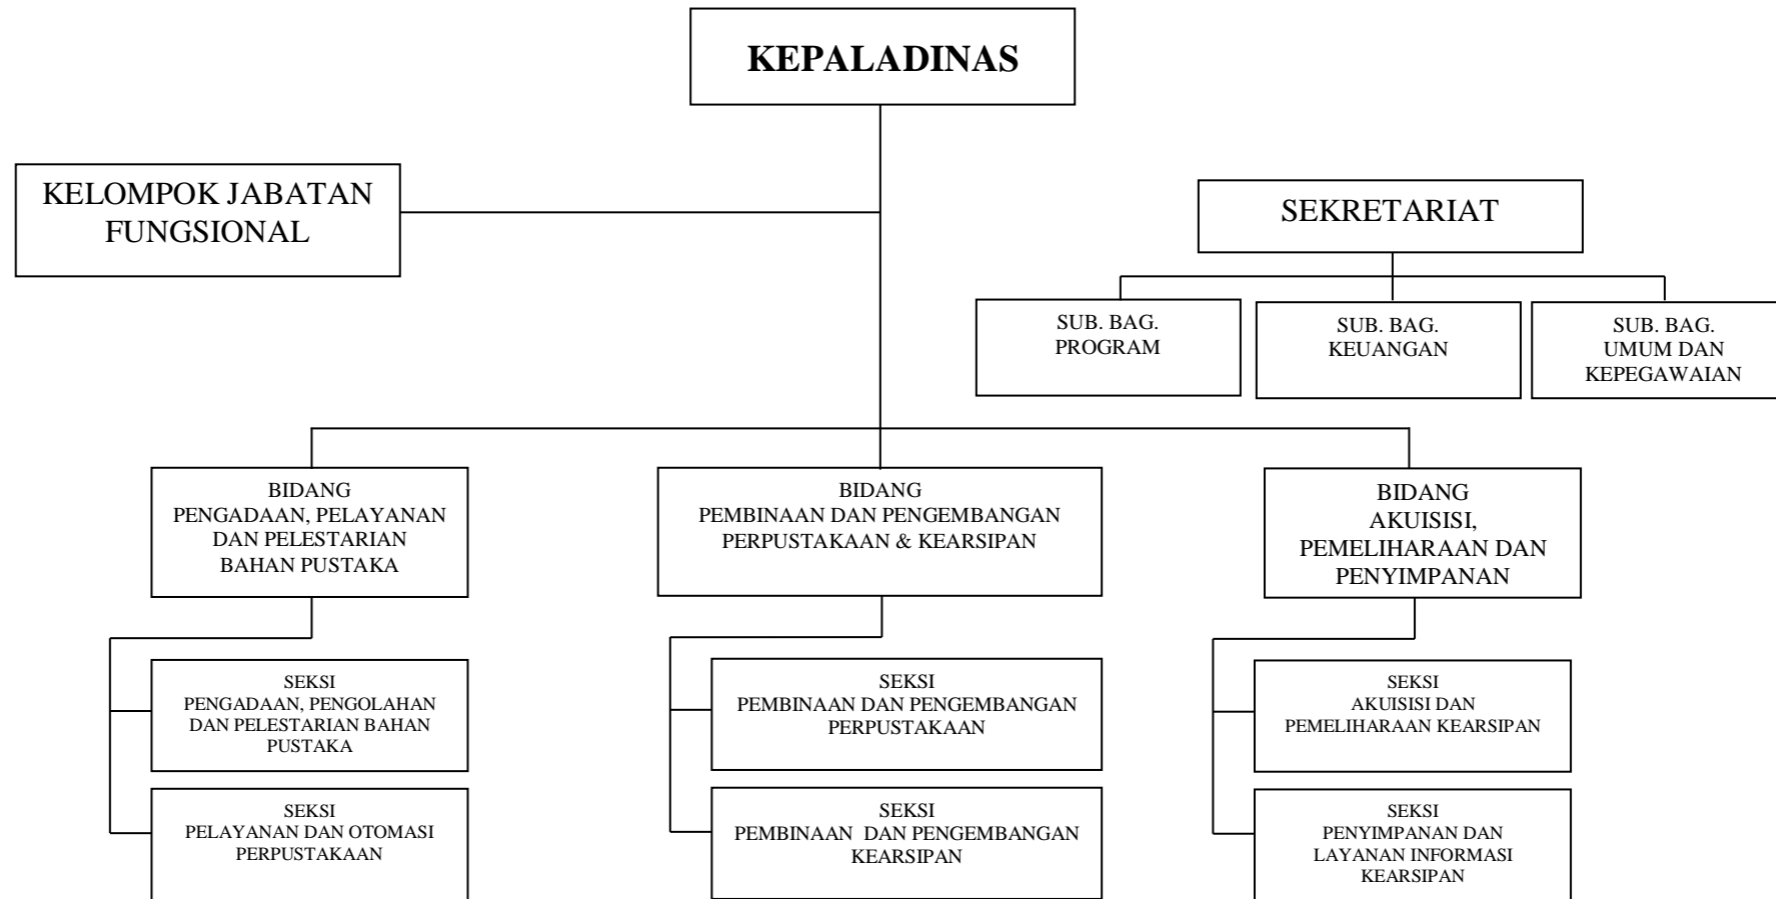 KEPALADINAS
KELOMPOK JABATAN
FUNGSIONAL
SEKRETARIAT
SUB. BAG.
PROGRAM
SUB. BAG.
KEUANGAN
SUB. BAG.
UMUM DAN
KEPEGAWAIAN
BIDANG
PENGADAAN, PELAYANAN
DAN PELESTARIAN
BAHAN PUSTAKA
BIDANG
PEMBINAAN DAN PENGEMBANGAN
PERPUSTAKAAN & KEARSIPAN
BIDANG
AKUISISI,
PEMELIHARAAN DAN
PENYIMPANAN
SEKSI
PENGADAAN, PENGOLAHAN
DAN PELESTARIAN BAHAN
PUSTAKA
SEKSI
PEMBINAAN DAN PENGEMBANGAN
PERPUSTAKAAN
SEKSI
AKUISISI DAN
PEMELIHARAAN KEARSIPAN
SEKSI
PELAYANAN DAN OTOMASI
PERPUSTAKAAN
SEKSI
PEMBINAAN DAN PENGEMBANGAN
KEARSIPAN
SEKSI
PENYIMPANAN DAN
LAYANAN INFORMASI
KEARSIPAN